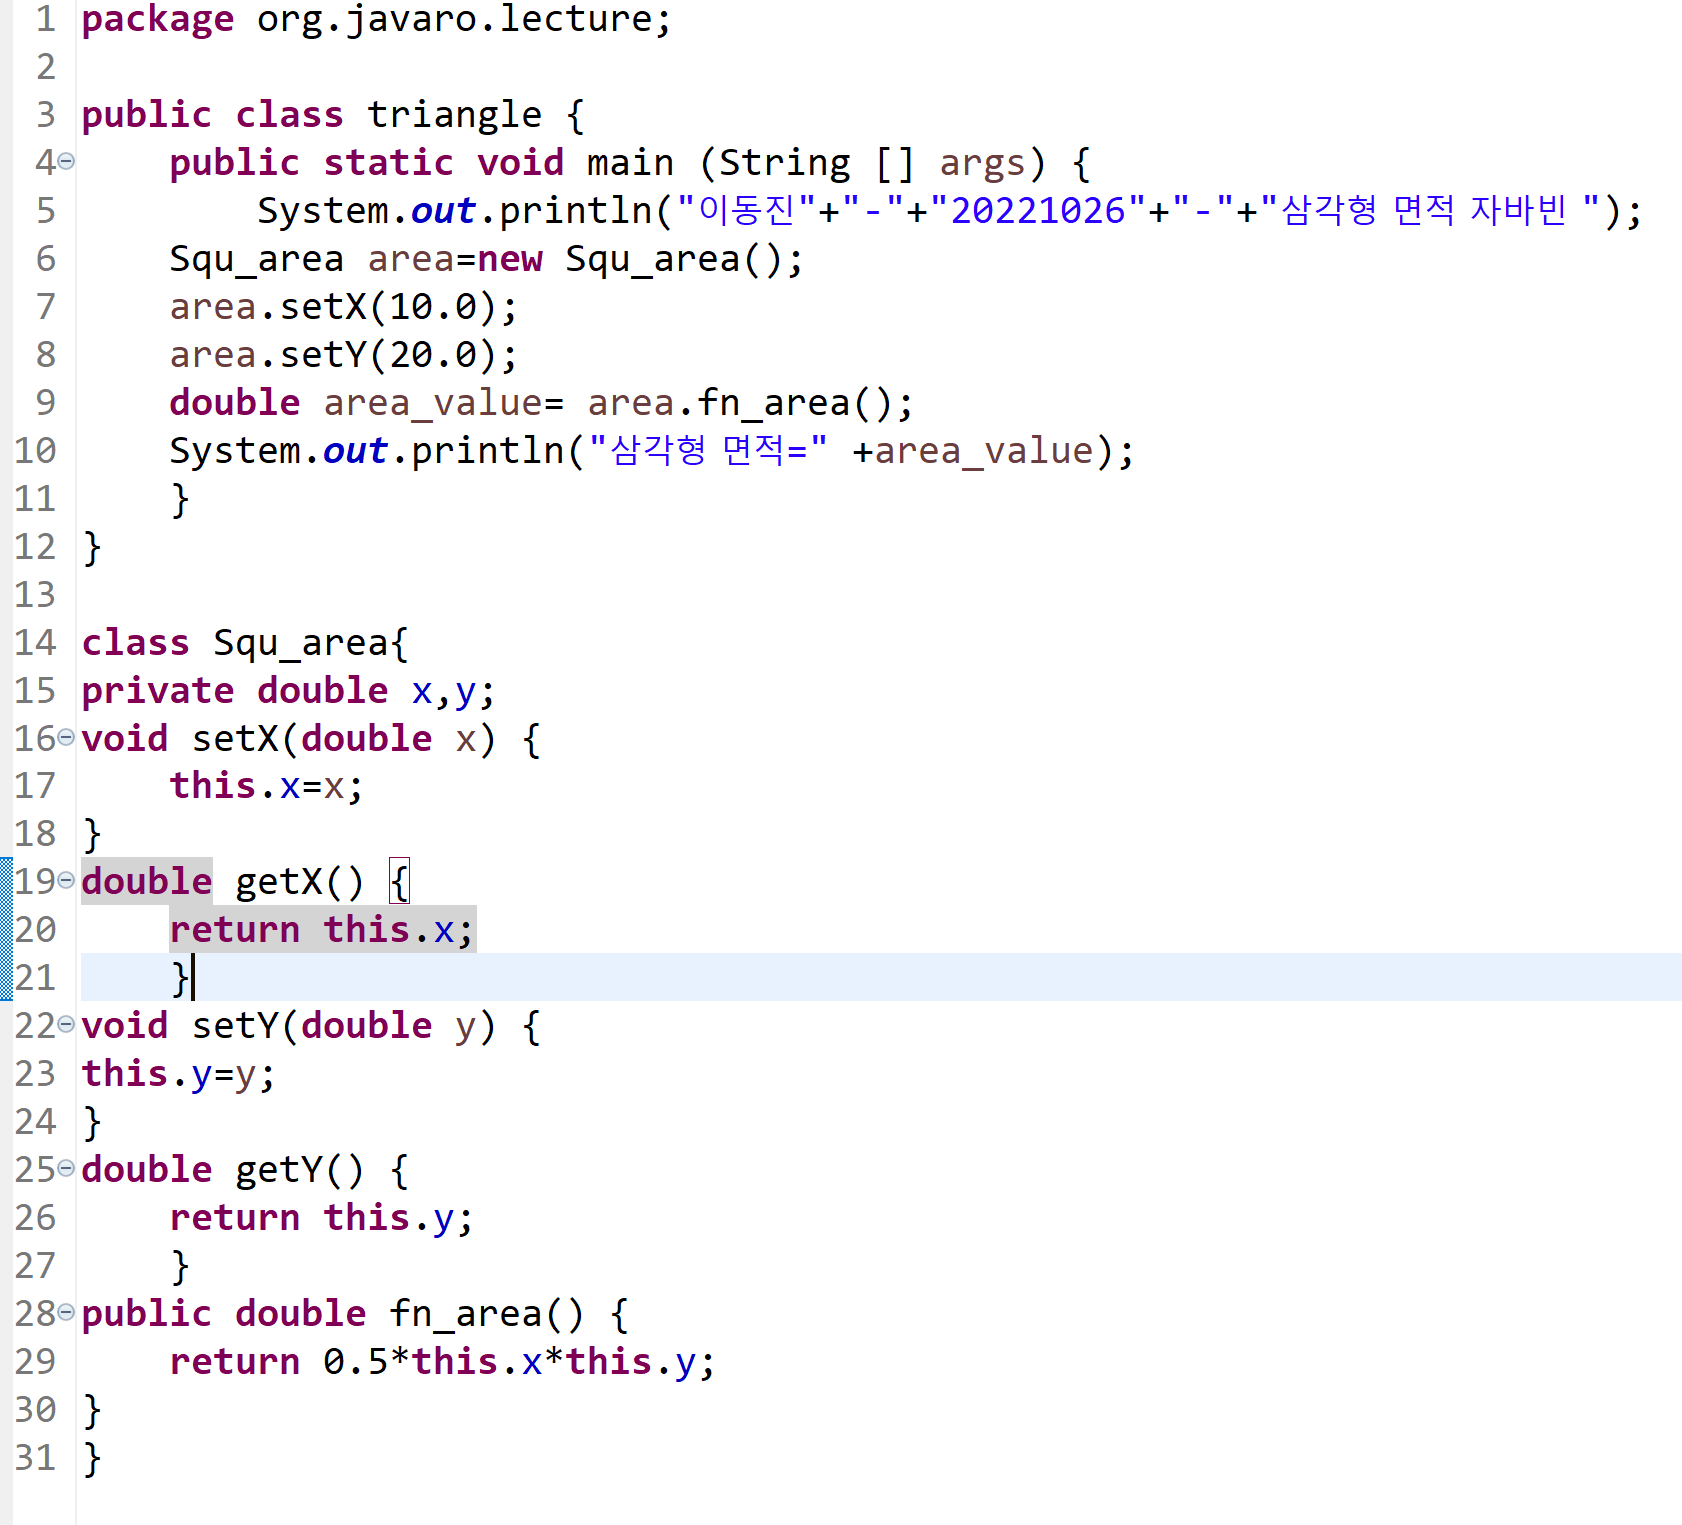 1 package org.javaro.lecture;
2
3 public class triangle {
4 public static void main (String [] args) {
5 System.out.println("이동진"+"-"+"20221026"+"-"+"삼각형 면적 자바빈 ");
6 Squ_area area=new Squ_area();
7 area.setX(10.0);
8 area.setY(20.0);
9 double area_value= area.fn_area();
10 System.out.println("삼각형 면적=" +area_value);
11 }
12 }
13
14 class Squ_area{
15 private double x,y;
16 void setX(double x) {
17 this.x=x;
18 }
19 double getX() {
20 return this.x;
21 }
22 void setY(double y) {
23 this.y=y;
24 }
25 double getY() {
26 return this.y;
27 }
28 public double fn_area() {
29 return 0.5*this.x*this.y;
30 }
31 }